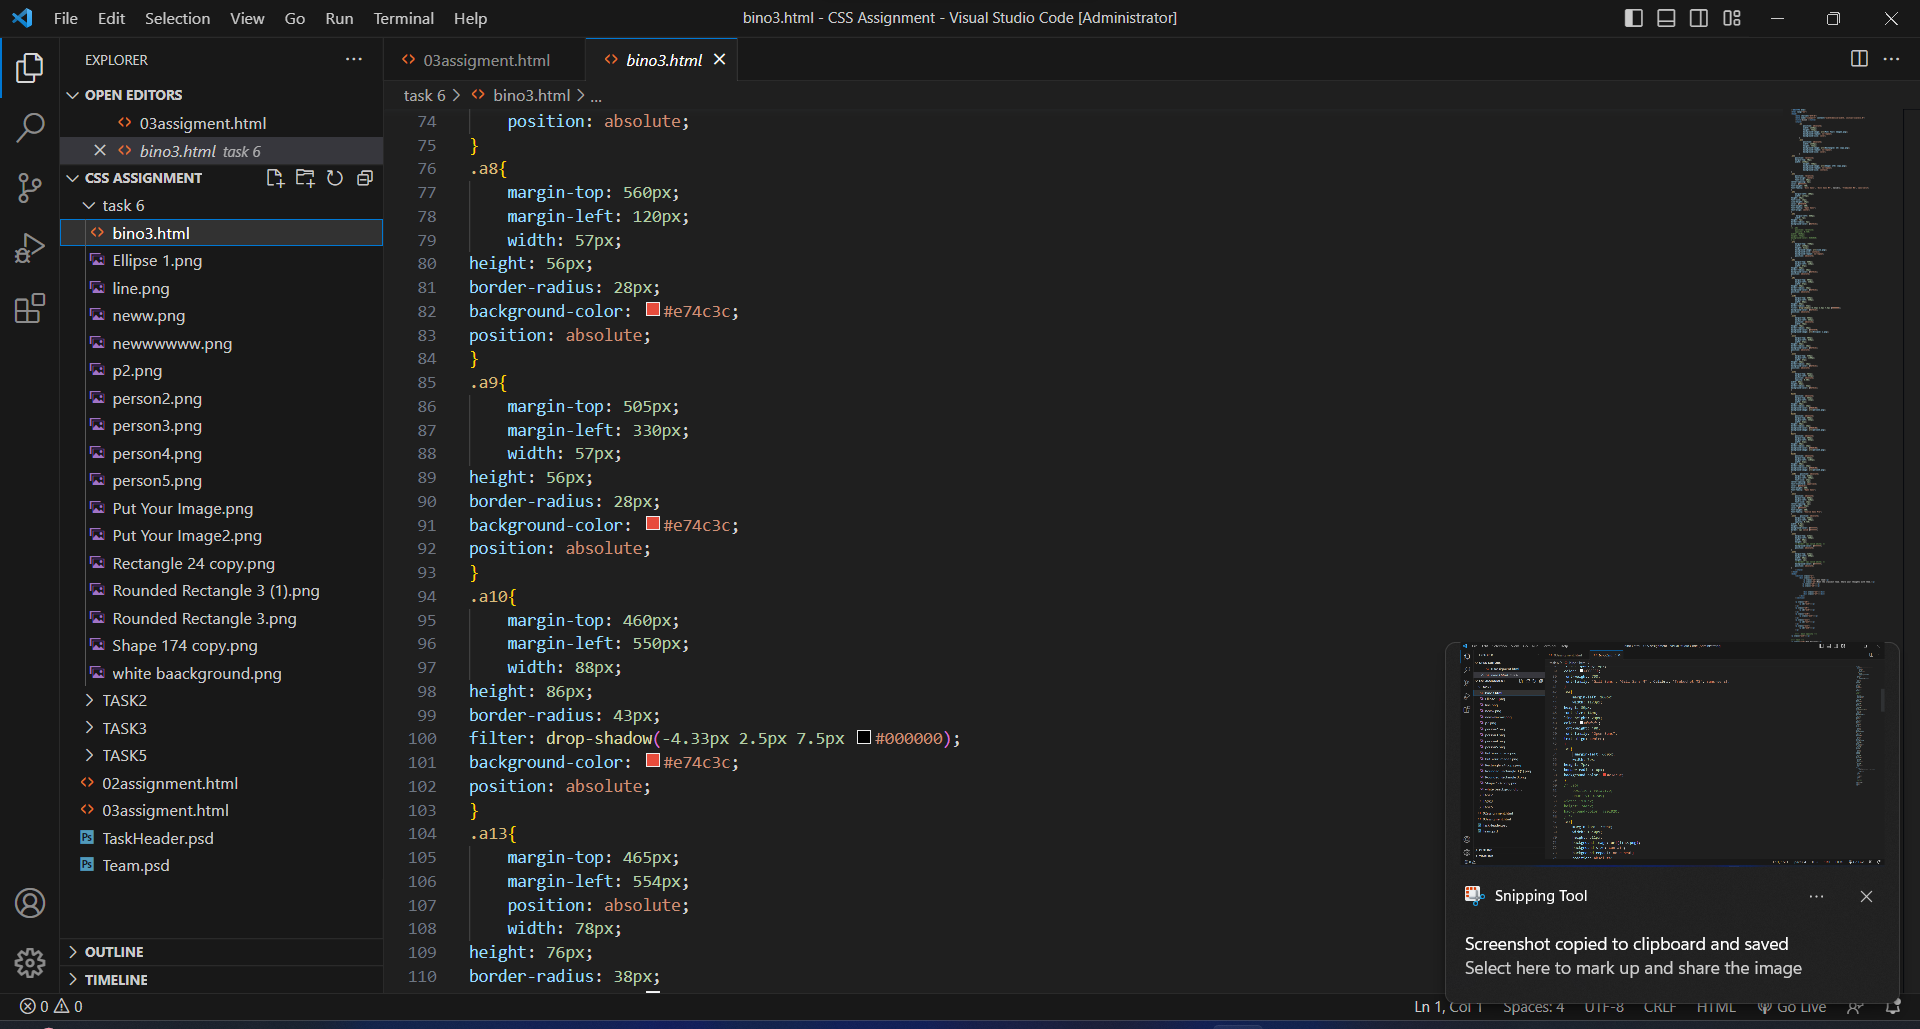 File Edit Selection View Go Run Terminal Help
bino3.html - CSS Assignment - Visual Studio Code [Administrator]
EXPLORER
OPEN EDITORS
03assigment.html
bino3.html task 6
CSS ASSIGNMENT
task 6
bino3.html
Ellipse 1.png
line.png
neww.png
newwwwww.png
p2.png
person2.png
person3.png
person4.png
person5.png
Put Your Image.png
Put Your Image2.png
Rectangle 24 copy.png
Rounded Rectangle 3 (1).png
Rounded Rectangle 3.png
Shape 174 copy.png
white baackground.png
TASK2
TASK3
TASK5
02assignment.html
03assigment.html
Ps TaskHeader.psd
Ps Team.psd
OUTLINE
TIMELINE
03assigment.html bino3.html
task 6 > bino3.html > ...
74 position: absolute;
75 }
76 .a8{
77 margin-top: 560px;
78 margin-left: 120px;
79 width: 57px;
80 height: 56px;
81 border-radius: 28px;
82 background-color: #e74c3c;
83 position: absolute;
84 }
85 .a9{
86 margin-top: 505px;
87 margin-left: 330px;
88 width: 57px;
89 height: 56px;
90 border-radius: 28px;
91 background-color: #e74c3c;
92 position: absolute;
93 }
94 .a10{
95 margin-top: 460px;
96 margin-left: 550px;
97 width: 88px;
98 height: 86px;
99 border-radius: 43px;
100 filter: drop-shadow(-4.33px 2.5px 7.5px #000000);
101 background-color: #e74c3c;
102 position: absolute;
103 }
104 .a13{
105 margin-top: 465px;
106 margin-left: 554px;
107 position: absolute;
108 width: 78px;
109 height: 76px;
110 border-radius: 38px;
Snipping Tool
Screenshot copied to clipboard and saved
Select here to mark up and share the image
0 0
Ln 1, Col 1 Spaces: 4 UTF-8 CRLF HTML Go Live